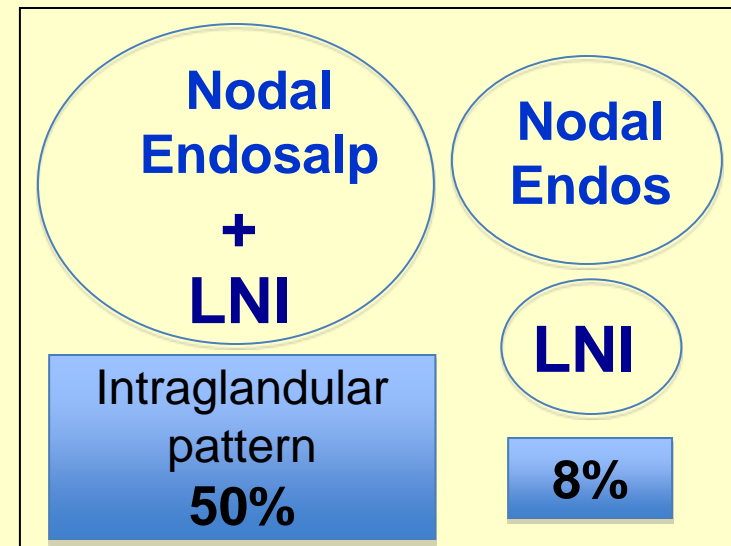 Nodal
Endosalp
+
LNI
Intraglandular
pattern
50%
Nodal
Endos
LNI
8%